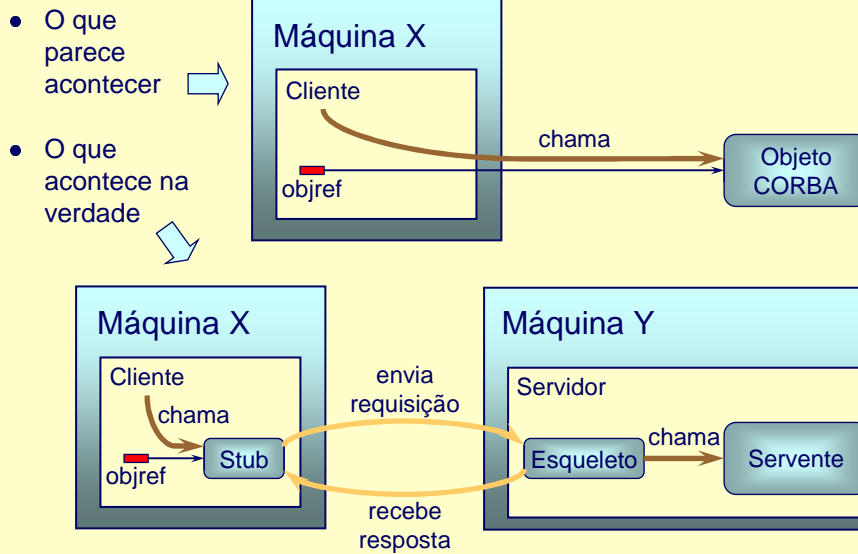 • O que
parece
acontecer
Máquina X
Cliente
chama
objref
Objeto
CORBA
• O que
acontece na
verdade
Máquina X
Cliente
chama
objref
Stub
envia
requisição
recebe
resposta
Máquina Y
Servidor
Esqueleto
chama
Servente